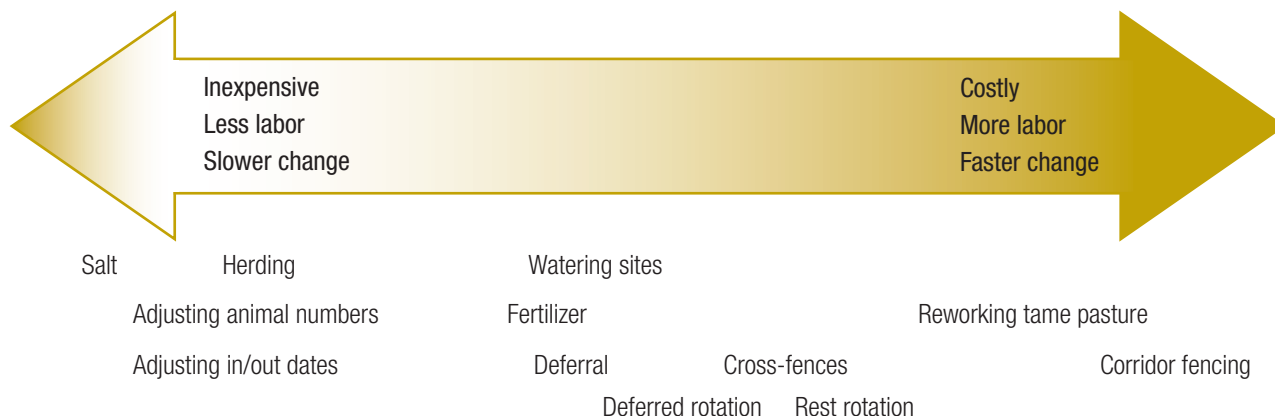 Inexpensive
Less labor
Slower change
Costly
More labor
Faster change
Salt Herding Watering sites
Adjusting animal numbers Fertilizer Reworking tame pasture
Adjusting in/out dates Deferral Cross-fences Corridor fencing
Deferred rotation Rest rotation